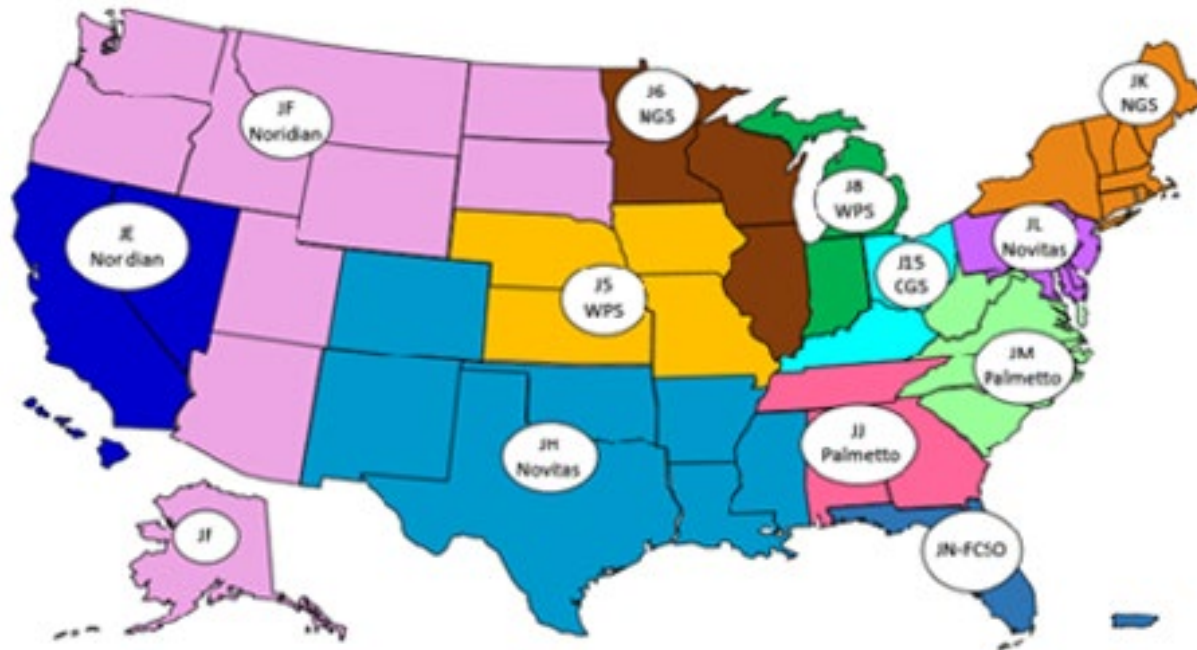 JF
Noridian
J6
NGS
JK
NGS
J8
WPS
JE
Nordian
JL
Novitas
J15
CGS
J5
WPS
JM
Palmetto
JJ
Palmetto
JH
Novitas
JF
JN-FCSO